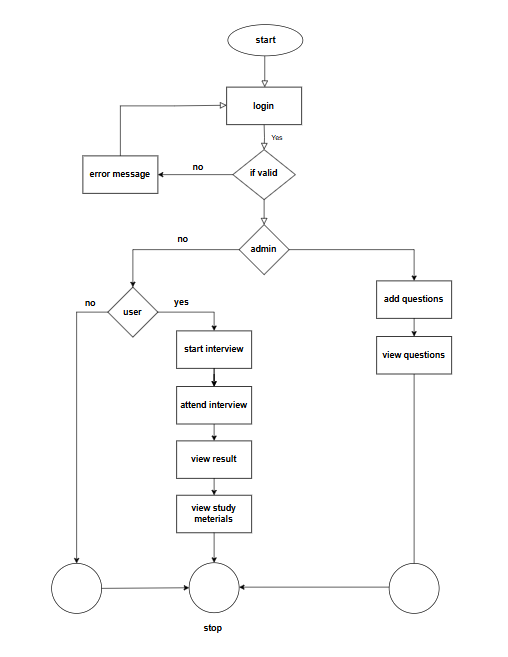 start
login
Yes
if valid
no
error message
admin
no
add questions
no
user
yes
start interview
view questions
attend interview
view result
view study
meterials
stop